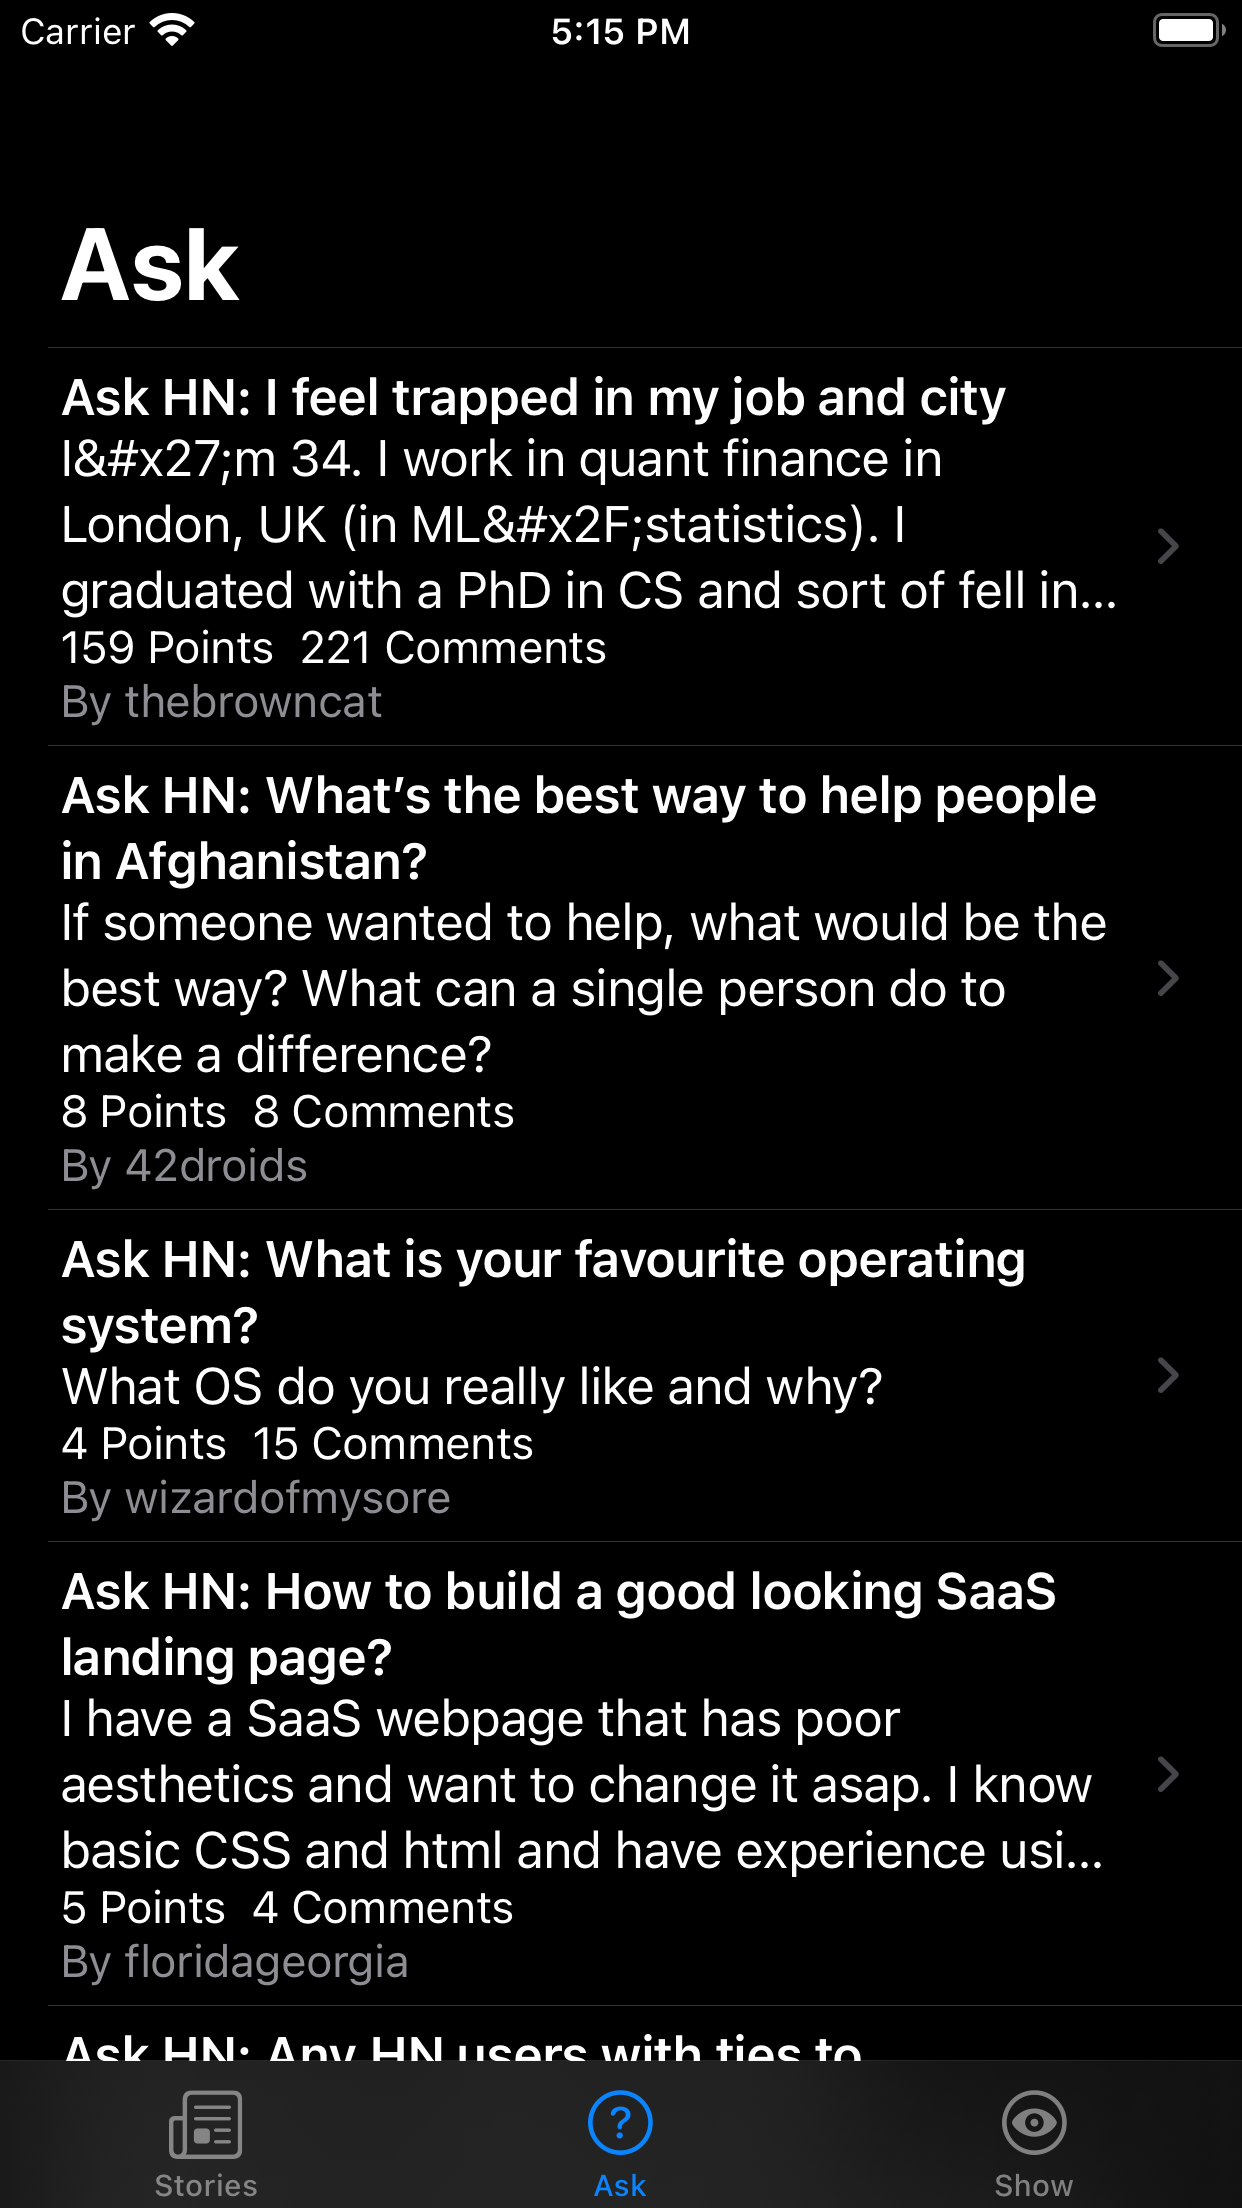 Carrier
5:15 PM
Ask
Ask HN: I feel trapped in my job and city
I&#x27;m 34. I work in quant finance in
London, UK (in ML&#x2F;statistics). I
graduated with a PhD in CS and sort of fell in...
159 Points 221 Comments
By thebrowncat
Ask HN: What's the best way to help people
in Afghanistan?
If someone wanted to help, what would be the
best way? What can a single person do to
make a difference?
8 Points 8 Comments
By 42droids
Ask HN: What is your favourite operating
system?
What OS do you really like and why?
4 Points 15 Comments
By wizardofmysore
Ask HN: How to build a good looking SaaS
landing page?
I have a SaaS webpage that has poor
aesthetics and want to change it asap. I know
basic CSS and html and have experience usi...
5 Points 4 Comments
By floridageorgia
Ask HN: Any HN users with ties to
Stories
Ask
Show